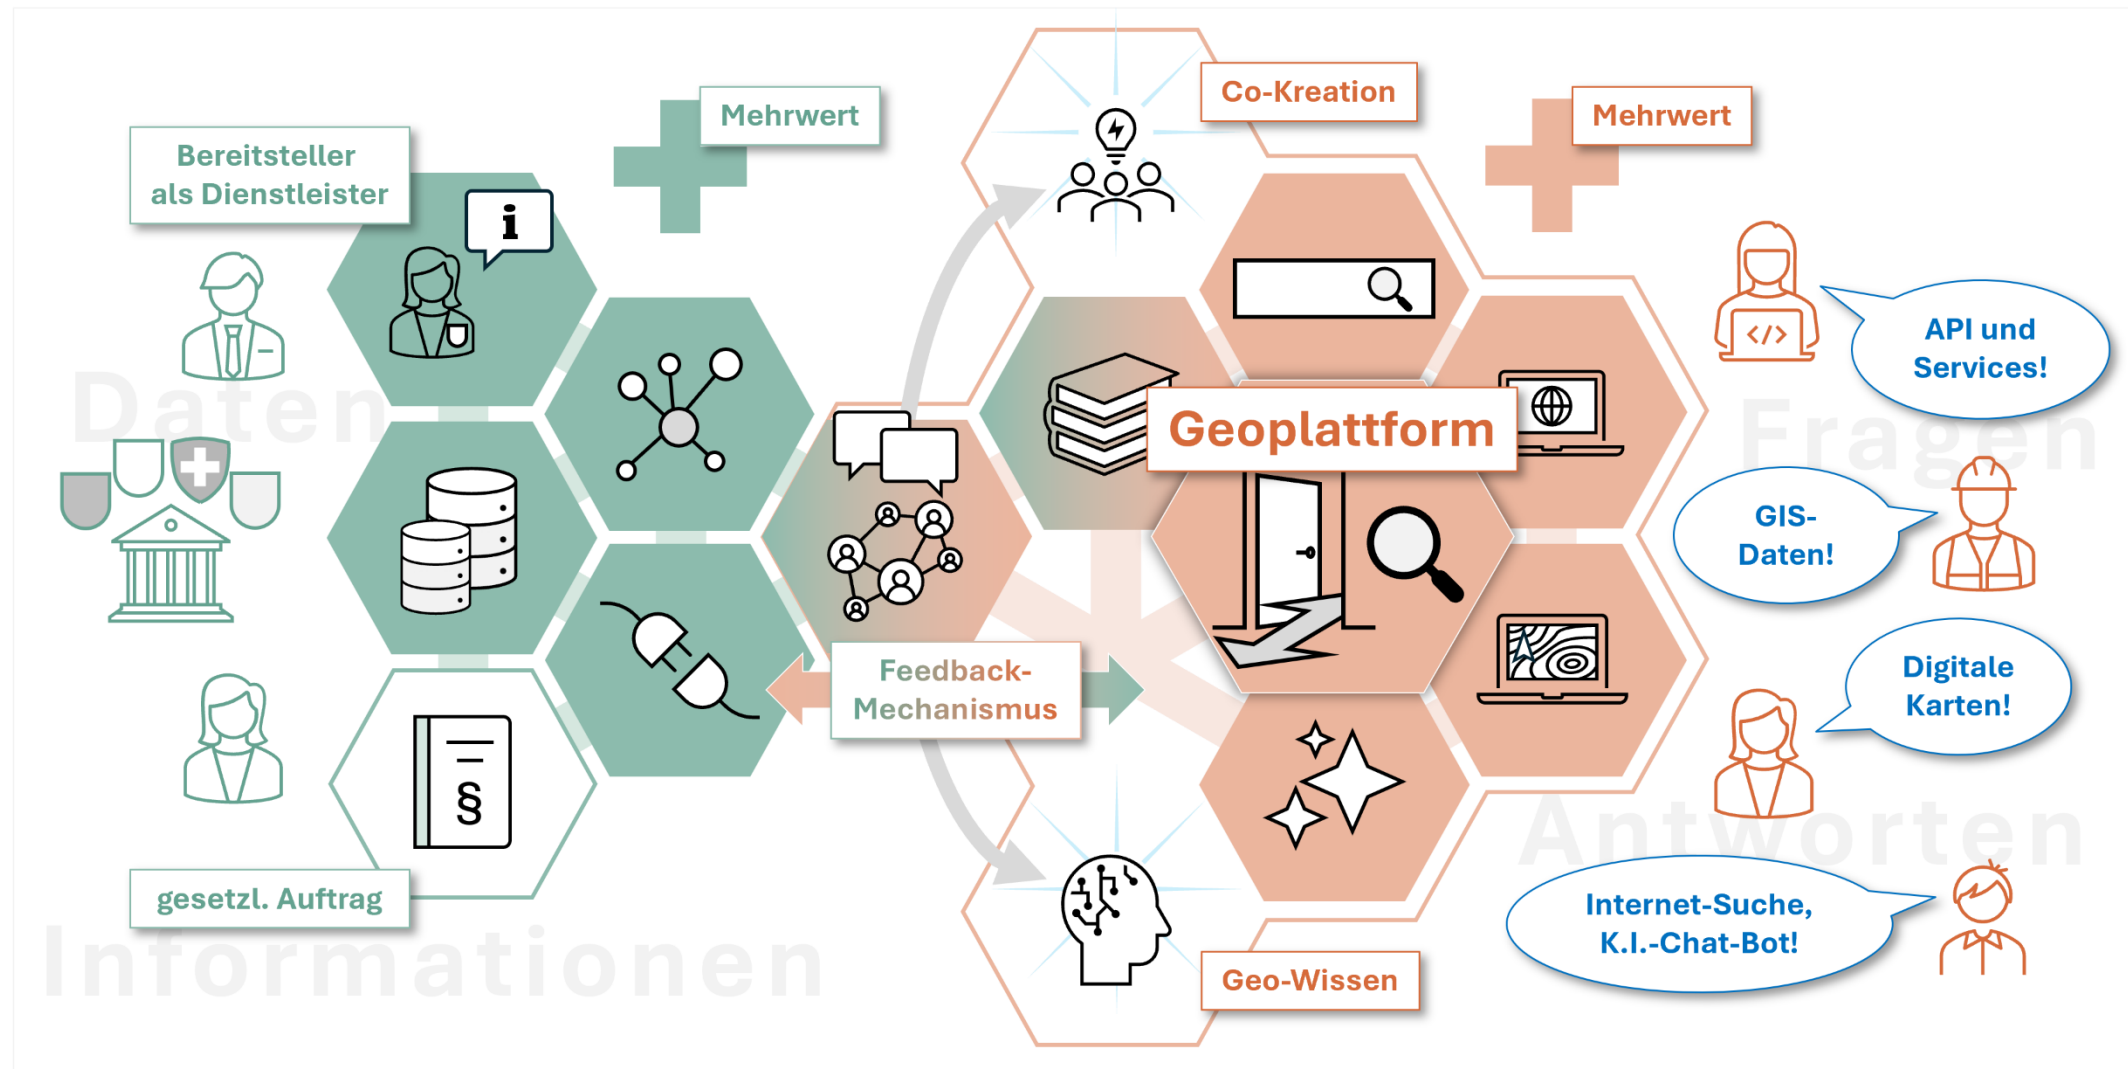 Co-Kreation
Mehrwert
Mehrwert
Bereitsteller
als Dienstleister
i
API und
Services!
</>
Daten
Fragen
Geoplattform
GIS-
Daten!
Feedback-
Mechanismus
Digitale
Karten!
§
Antworten
gesetzl. Auftrag
Internet-Suche,
K.I.-Chat-Bot!
Informationen
Geo-Wissen